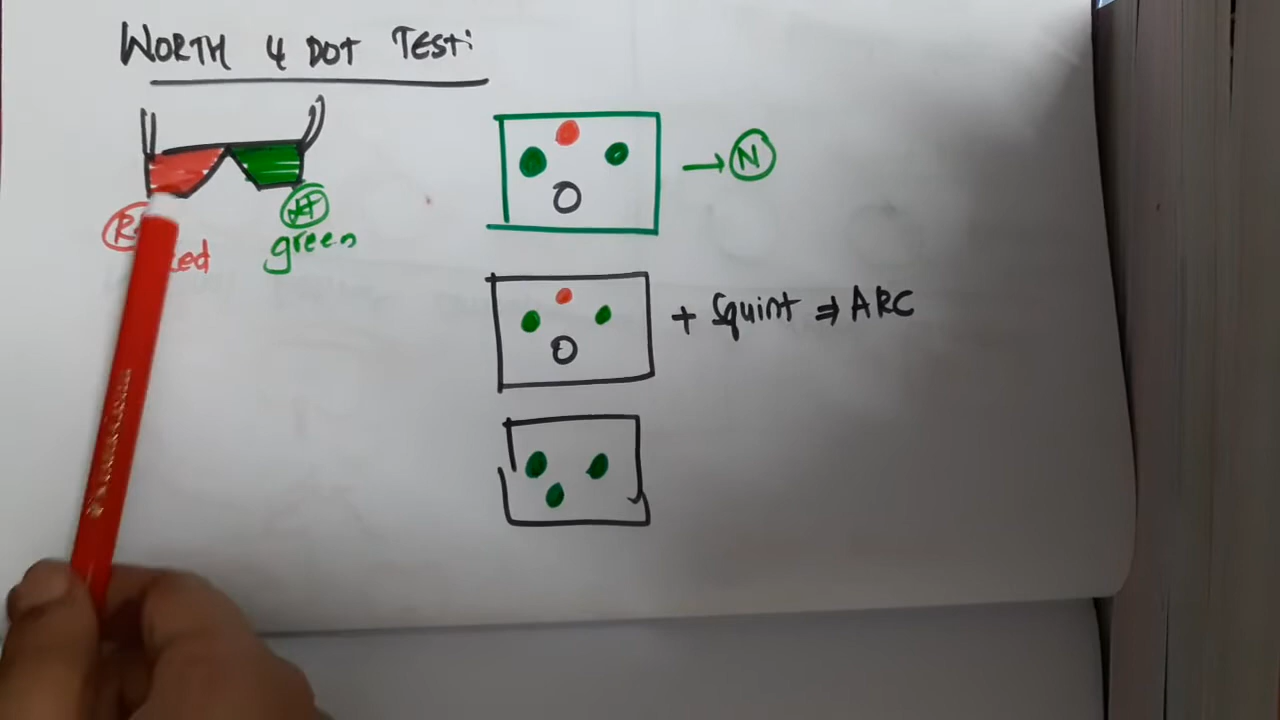 WORTH 4 DOT TEST:
green
→ N
+ Squint ⇒ ARC